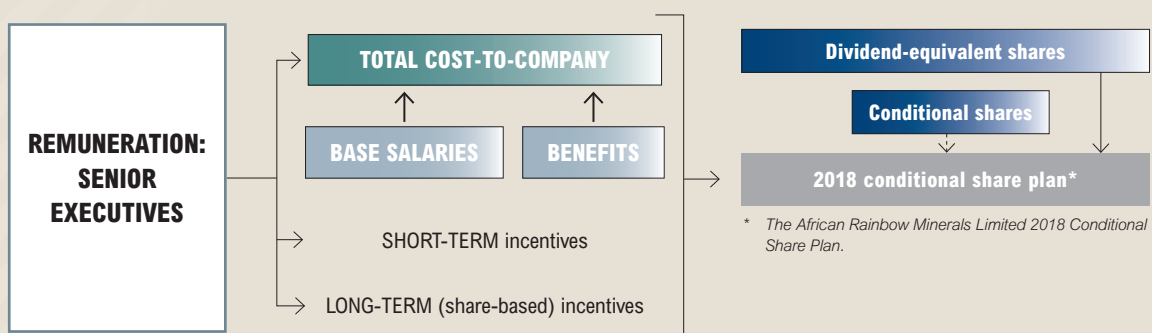 REMUNERATION:
SENIOR
EXECUTIVES
TOTAL COST-TO-COMPANY
BASE SALARIES
BENEFITS
SHORT-TERM incentives
LONG-TERM (share-based) incentives
Dividend-equivalent shares
Conditional shares
2018 conditional share plan*
* The African Rainbow Minerals Limited 2018 Conditional
Share Plan.